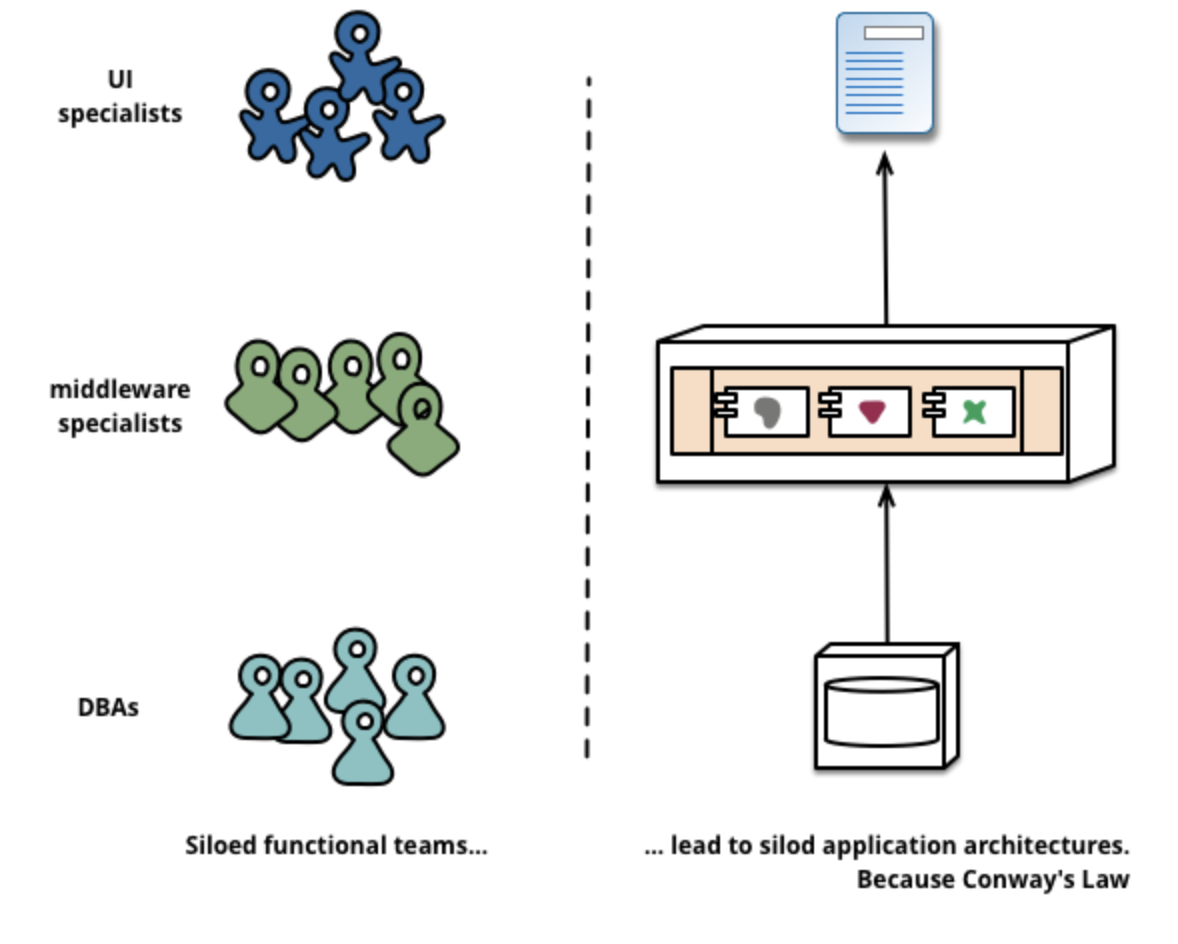 UI
specialists
middleware
specialists
DBAs
Siloed functional teams...
... lead to silod application architectures.
Because Conway's Law